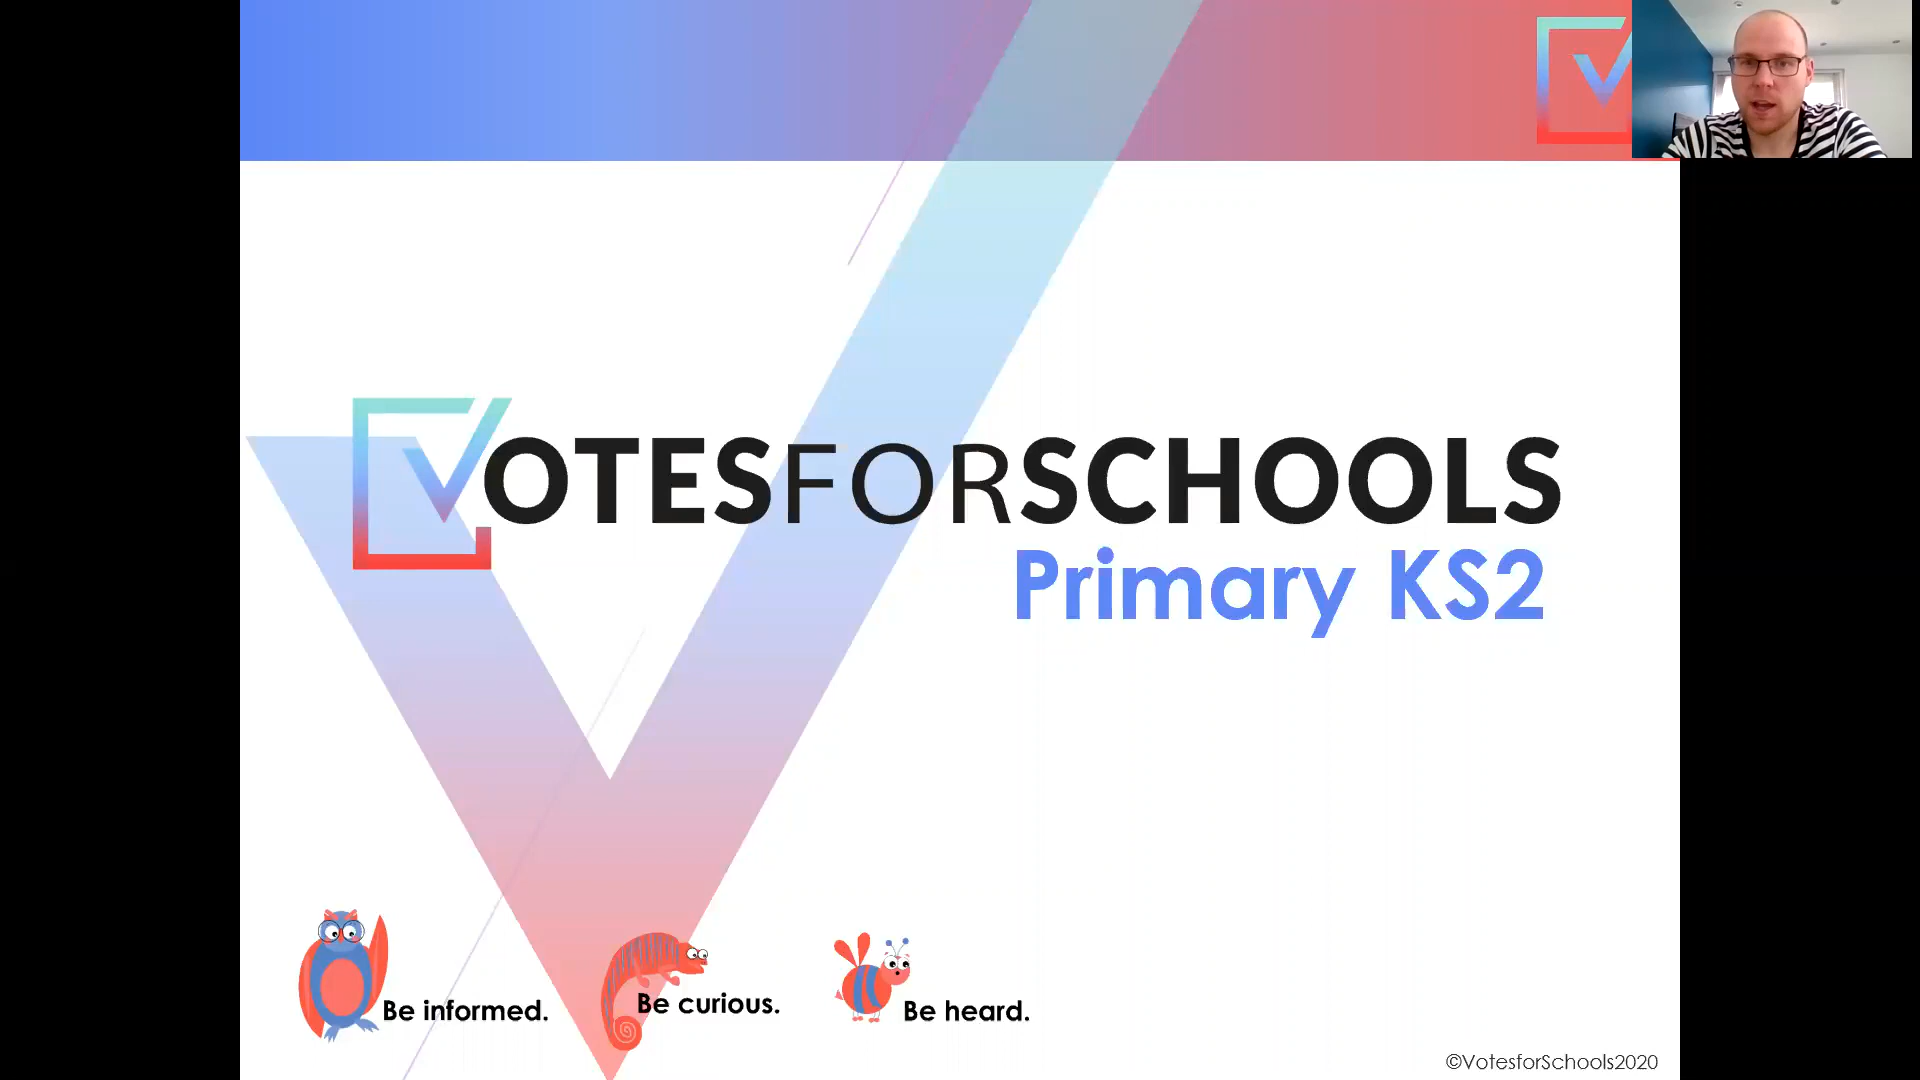 VOTESFORSCHOOLS
Primary KS2
Be informed.
Be curious.
Be heard.
©VotesforSchools2020